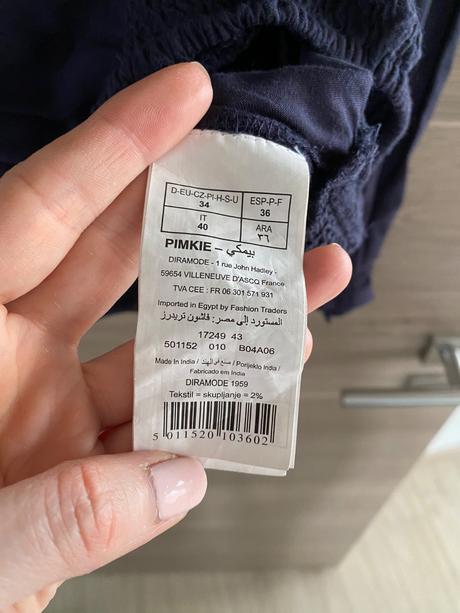 D-EU-CZ-PI-H-S-U
34
ESP-P-F
36
IT
40
ARA
٣٦
PIMKIE – بيمكي
DIRAMODE - 1 rue John Hadley -
59654 VILLENEUVE D'ASCQ France
TVA CEE : FR 06 301 571 931
Imported in Egypt by Fashion Traders
المستورد إلى مصر: فاشون تريدرز
17249 43
501152 010 B04A06
Made In India / صنع في الهند / Porijeklo India /
Fabricado em India
DIRAMODE 1959
Tekstil = skupljanje = 2%
5 011520 103602